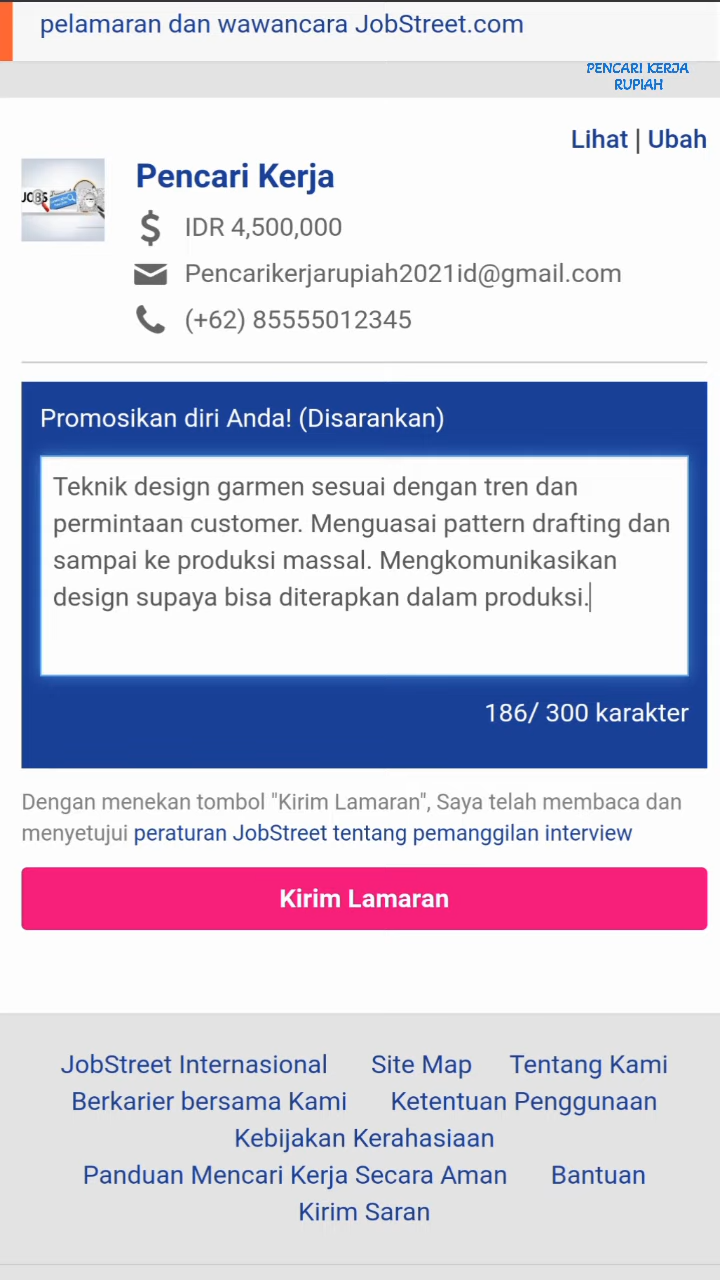 pelamaran dan wawancara JobStreet.com
PENCARI KERJA
RUPIAH
Lihat | Ubah
JOBS
Pencari Kerja
IDR 4,500,000
Pencarikerjarupiah2021id@gmail.com
(+62) 85555012345
Promosikan diri Anda! (Disarankan)
Teknik design garmen sesuai dengan tren dan
permintaan customer. Menguasai pattern drafting dan
sampai ke produksi massal. Mengkomunikasikan
design supaya bisa diterapkan dalam produksi.
186/ 300 karakter
Dengan menekan tombol "Kirim Lamaran", Saya telah membaca dan
menyetujui peraturan JobStreet tentang pemanggilan interview
Kirim Lamaran
JobStreet Internasional Site Map Tentang Kami
Berkarier bersama Kami Ketentuan Penggunaan
Kebijakan Kerahasiaan
Panduan Mencari Kerja Secara Aman Bantuan
Kirim Saran